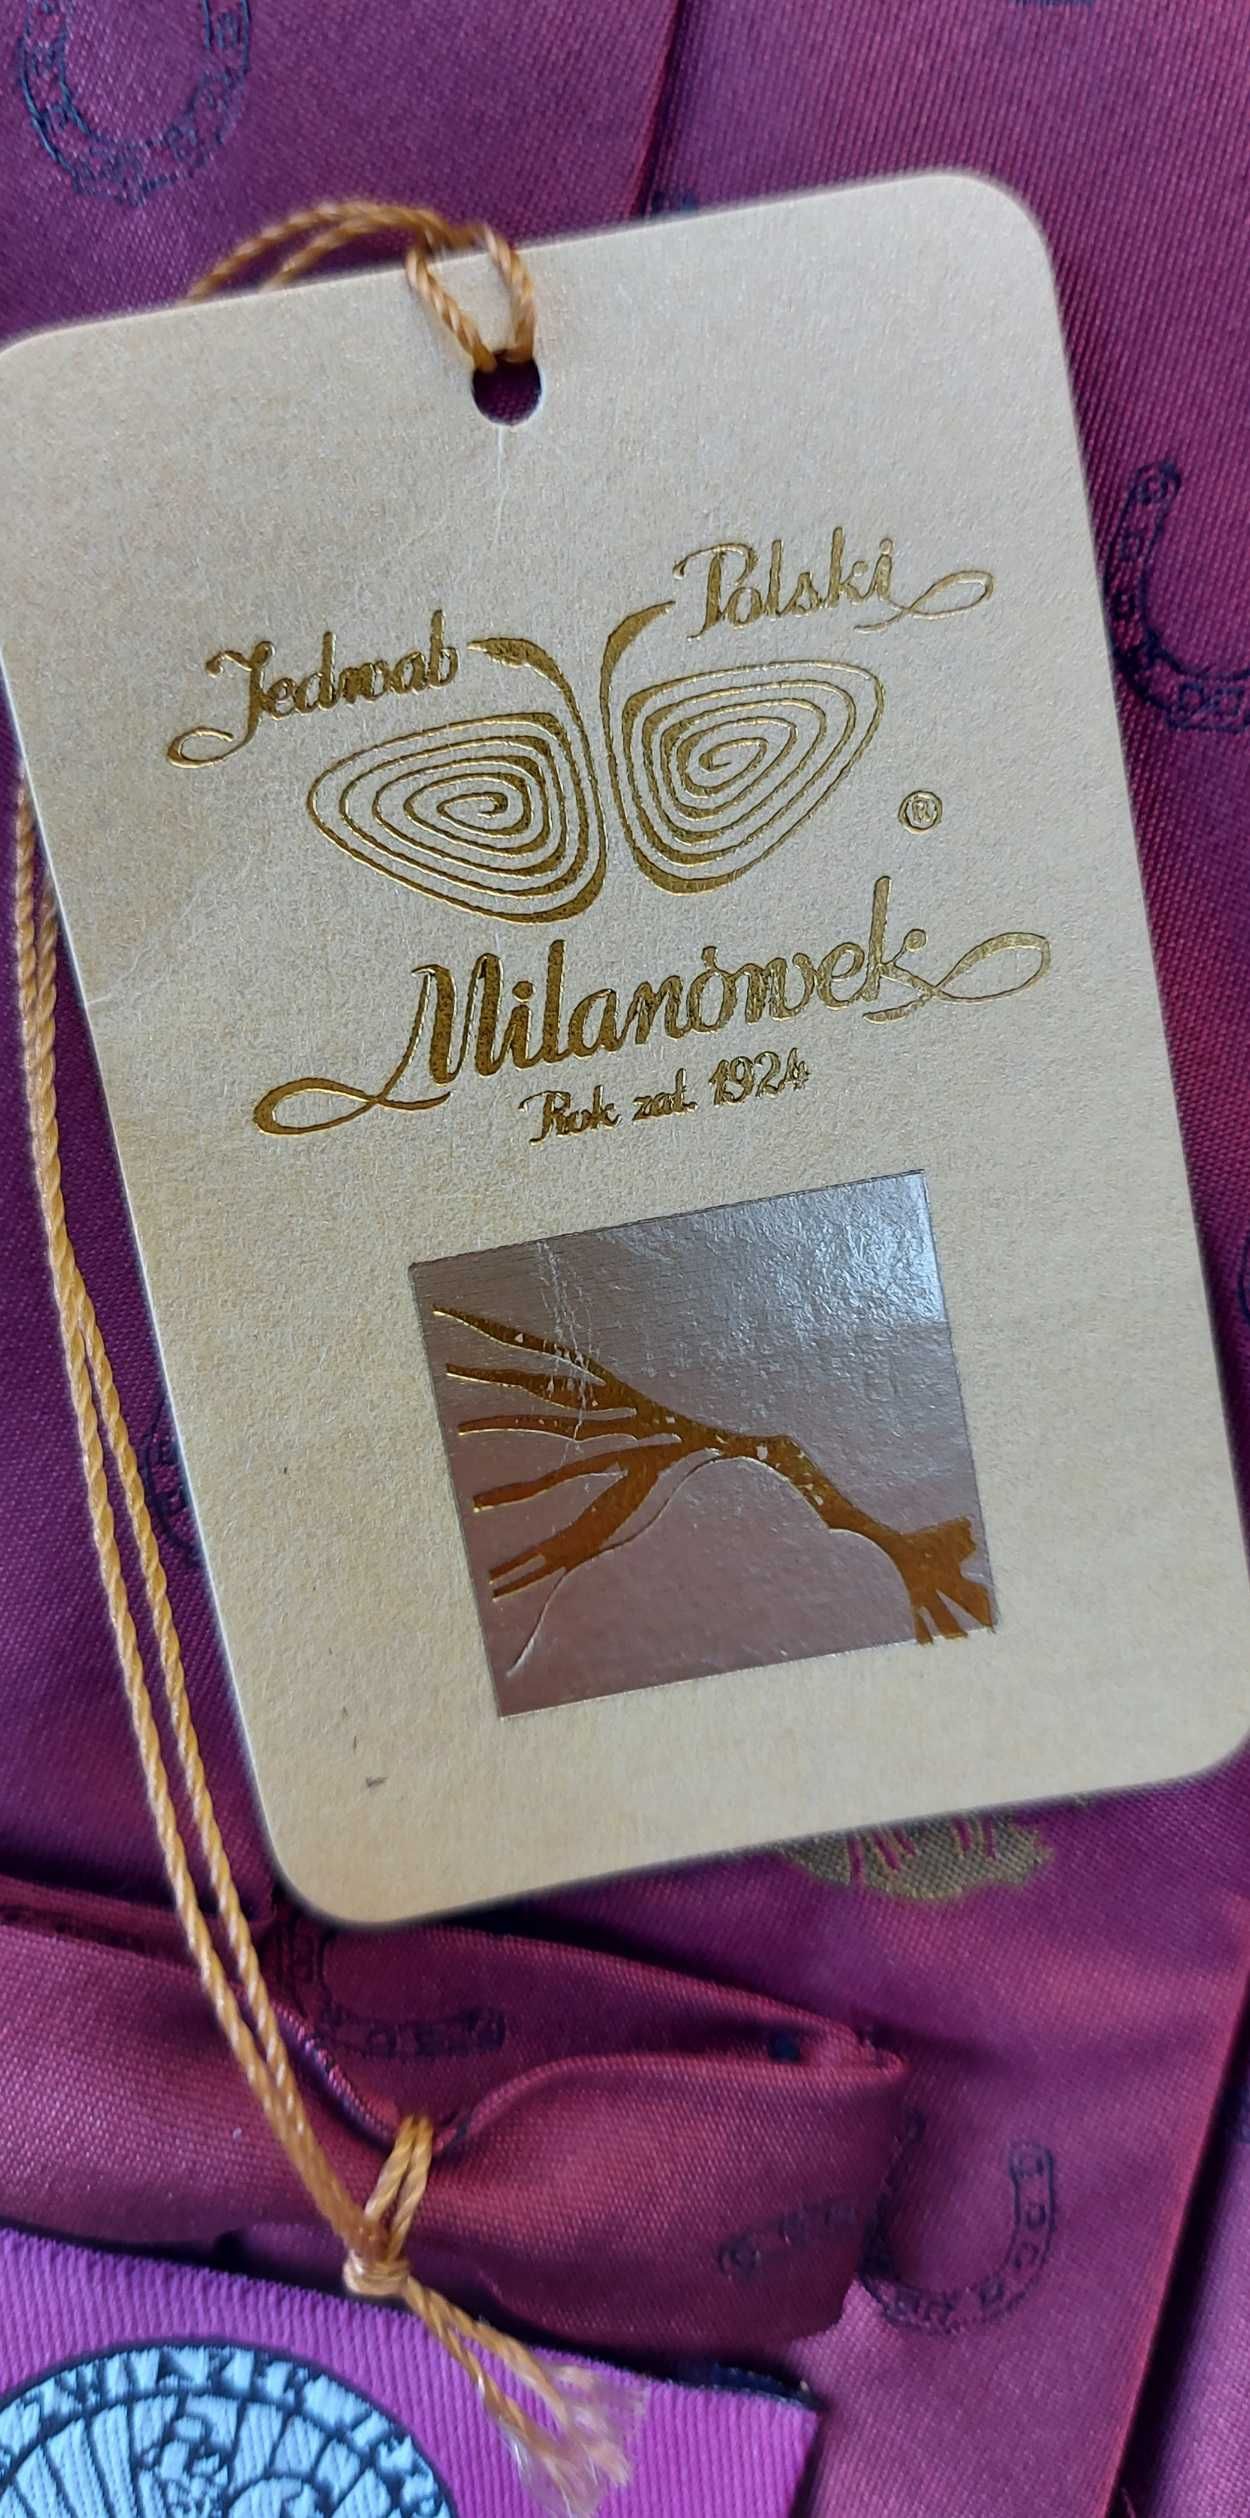 Jedwab Polski
®
Milanówek
Rok zał. 1924